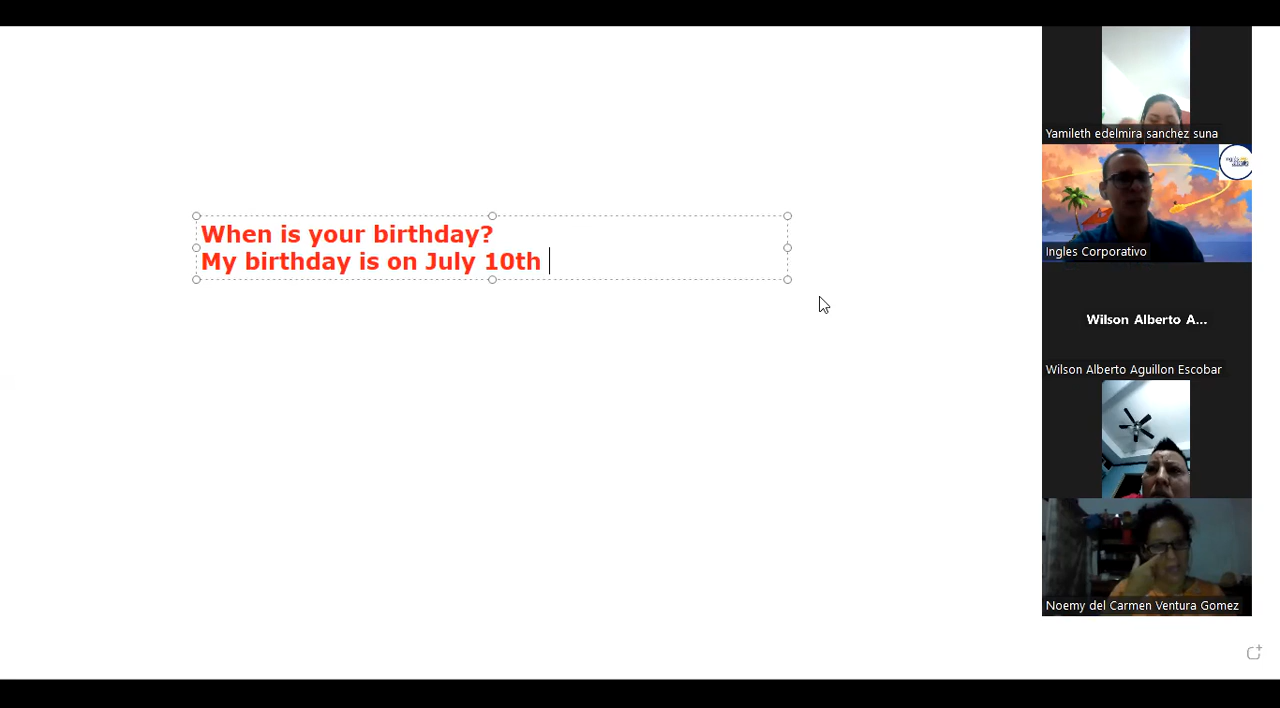 When is your birthday?
My birthday is on July 10th
Yamileth edelmira sanchez suna
Ingles Corporativo
Wilson Alberto A...
Wilson Alberto Aguillon Escobar
Noemy del Carmen Ventura Gomez